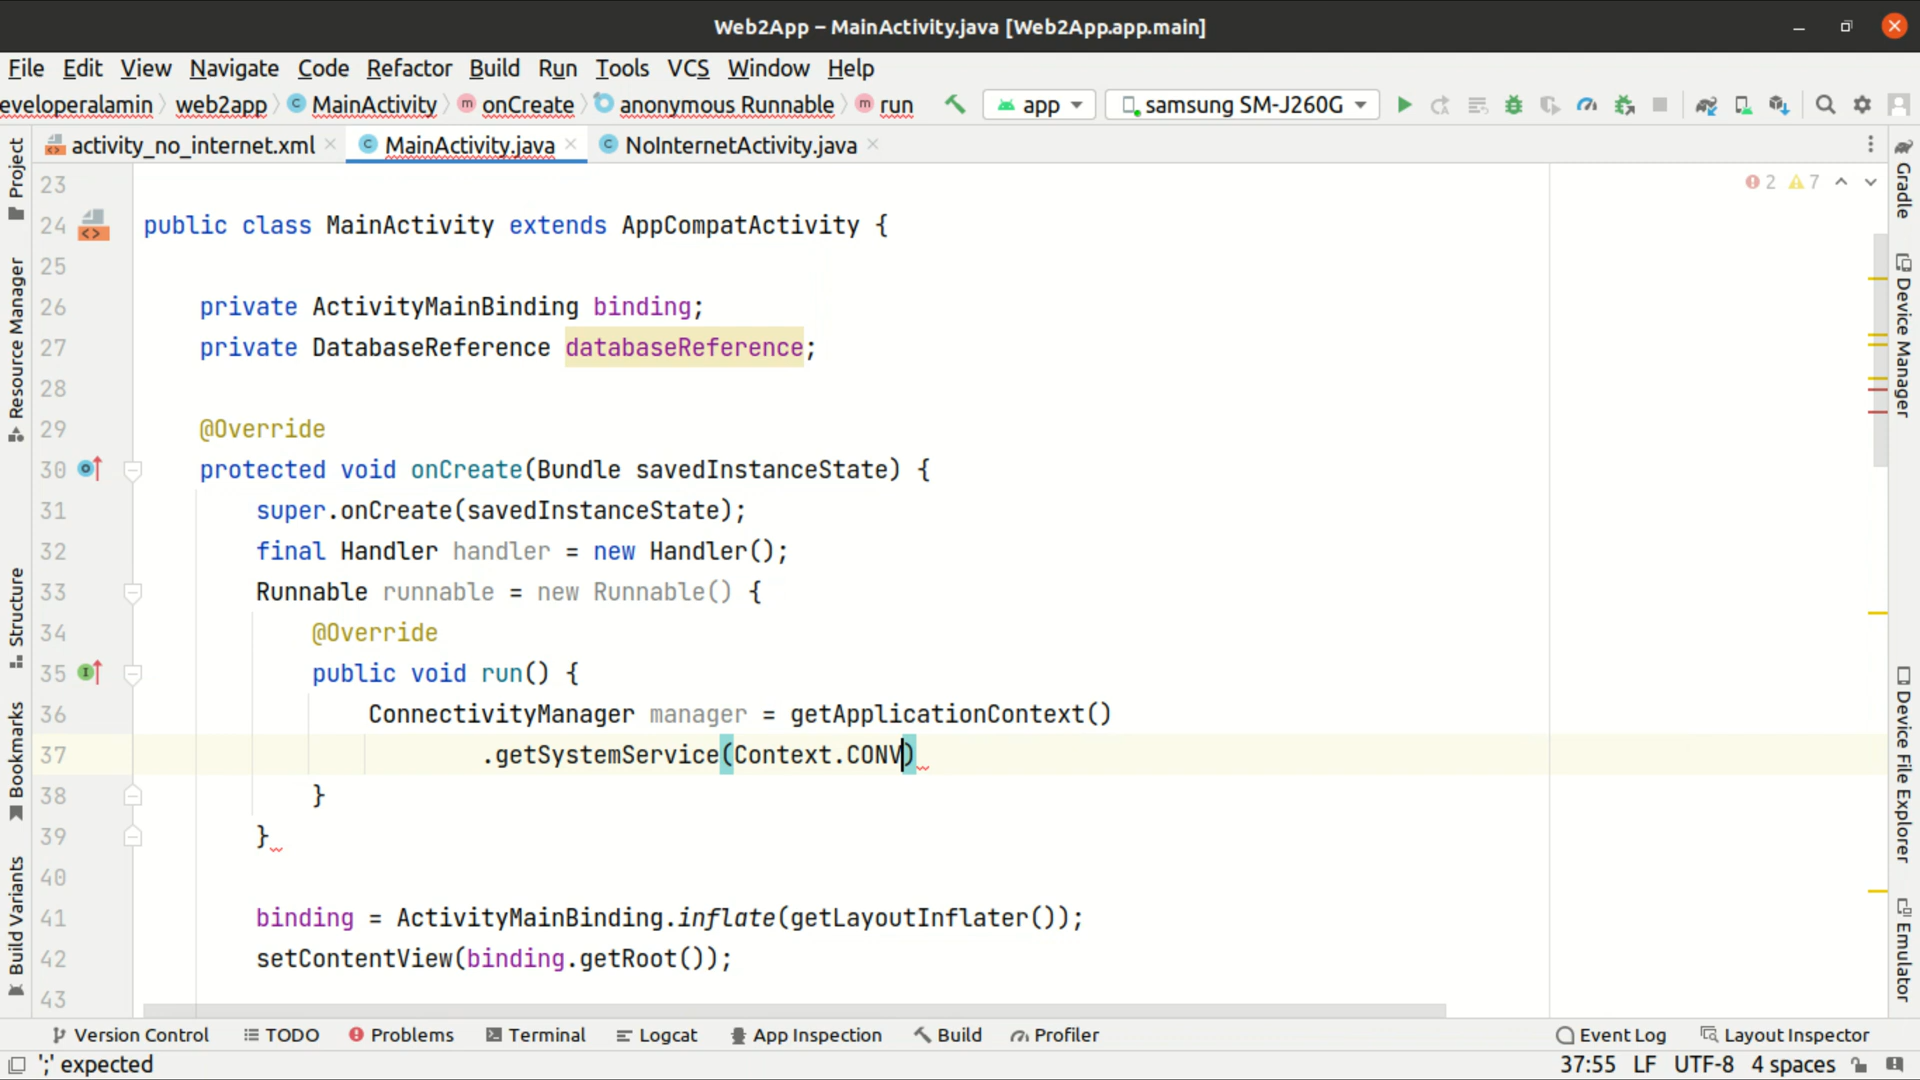 Web2App – MainActivity.java [Web2App.app.main]
File Edit View Navigate Code Refactor Build Run Tools VCS Window Help
eveloperalamin web2app MainActivity onCreate anonymous Runnable run app samsung SM-J260G
activity_no_internet.xml MainActivity.java NoInternetActivity.java
2 7
23
24 public class MainActivity extends AppCompatActivity {
25
26 private ActivityMainBinding binding;
27 private DatabaseReference databaseReference;
28
29 @Override
30 protected void onCreate(Bundle savedInstanceState) {
31 super.onCreate(savedInstanceState);
32 final Handler handler = new Handler();
33 Runnable runnable = new Runnable() {
34 @Override
35 public void run() {
36 ConnectivityManager manager = getApplicationContext()
37 .getSystemService(Context.CONV)
38 }
39 }
40
41 binding = ActivityMainBinding.inflate(getLayoutInflater());
42 setContentView(binding.getRoot());
43
Project
Resource Manager
Structure
Bookmarks
Build Variants
Gradle
Device Manager
Device File Explorer
Emulator
Version Control TODO Problems Terminal Logcat App Inspection Build Profiler Event Log Layout Inspector
';' expected 37:55 LF UTF-8 4 spaces